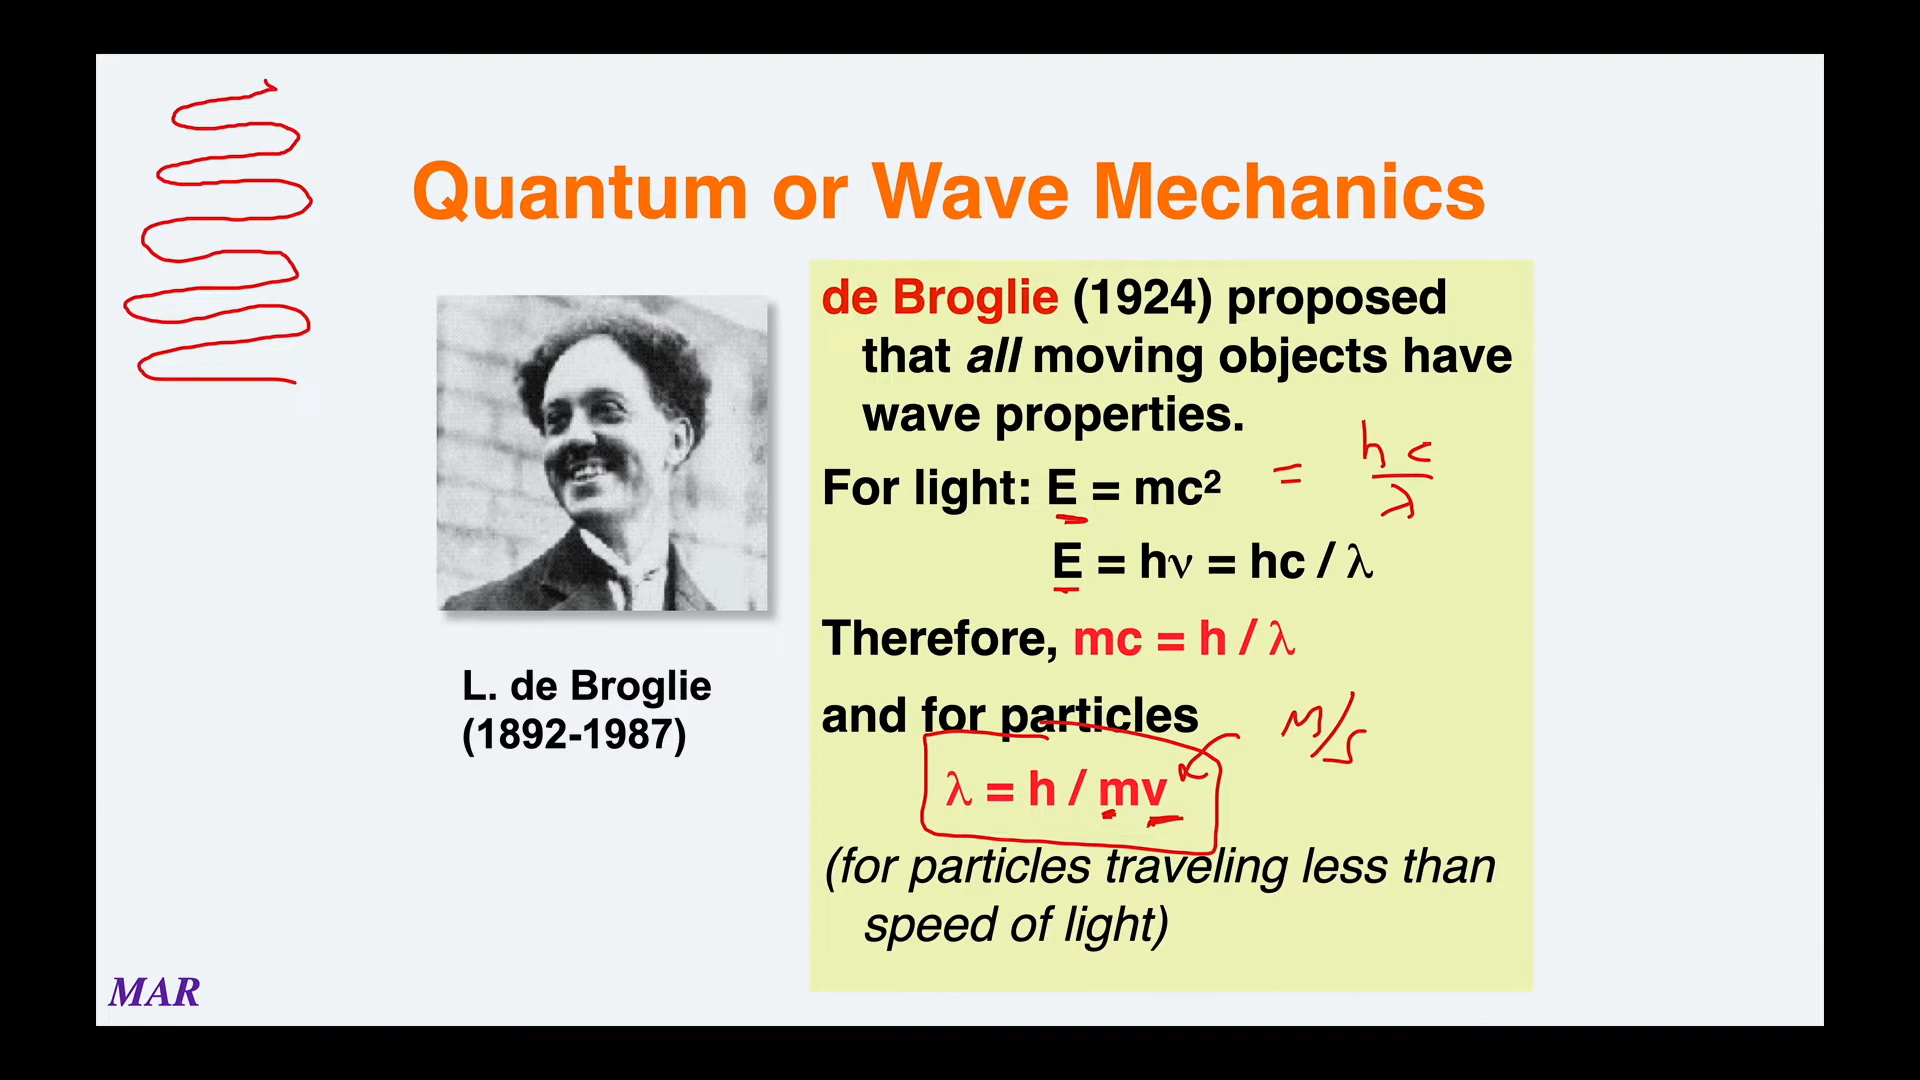 Quantum or Wave Mechanics
de Broglie (1924) proposed
that all moving objects have
wave properties.
For light: E = mc² = hc/λ
E = hν = hc / λ
Therefore, mc = h / λ
and for particles
m/s
λ = h / mv
(for particles traveling less than
speed of light)
L. de Broglie
(1892-1987)
MAR